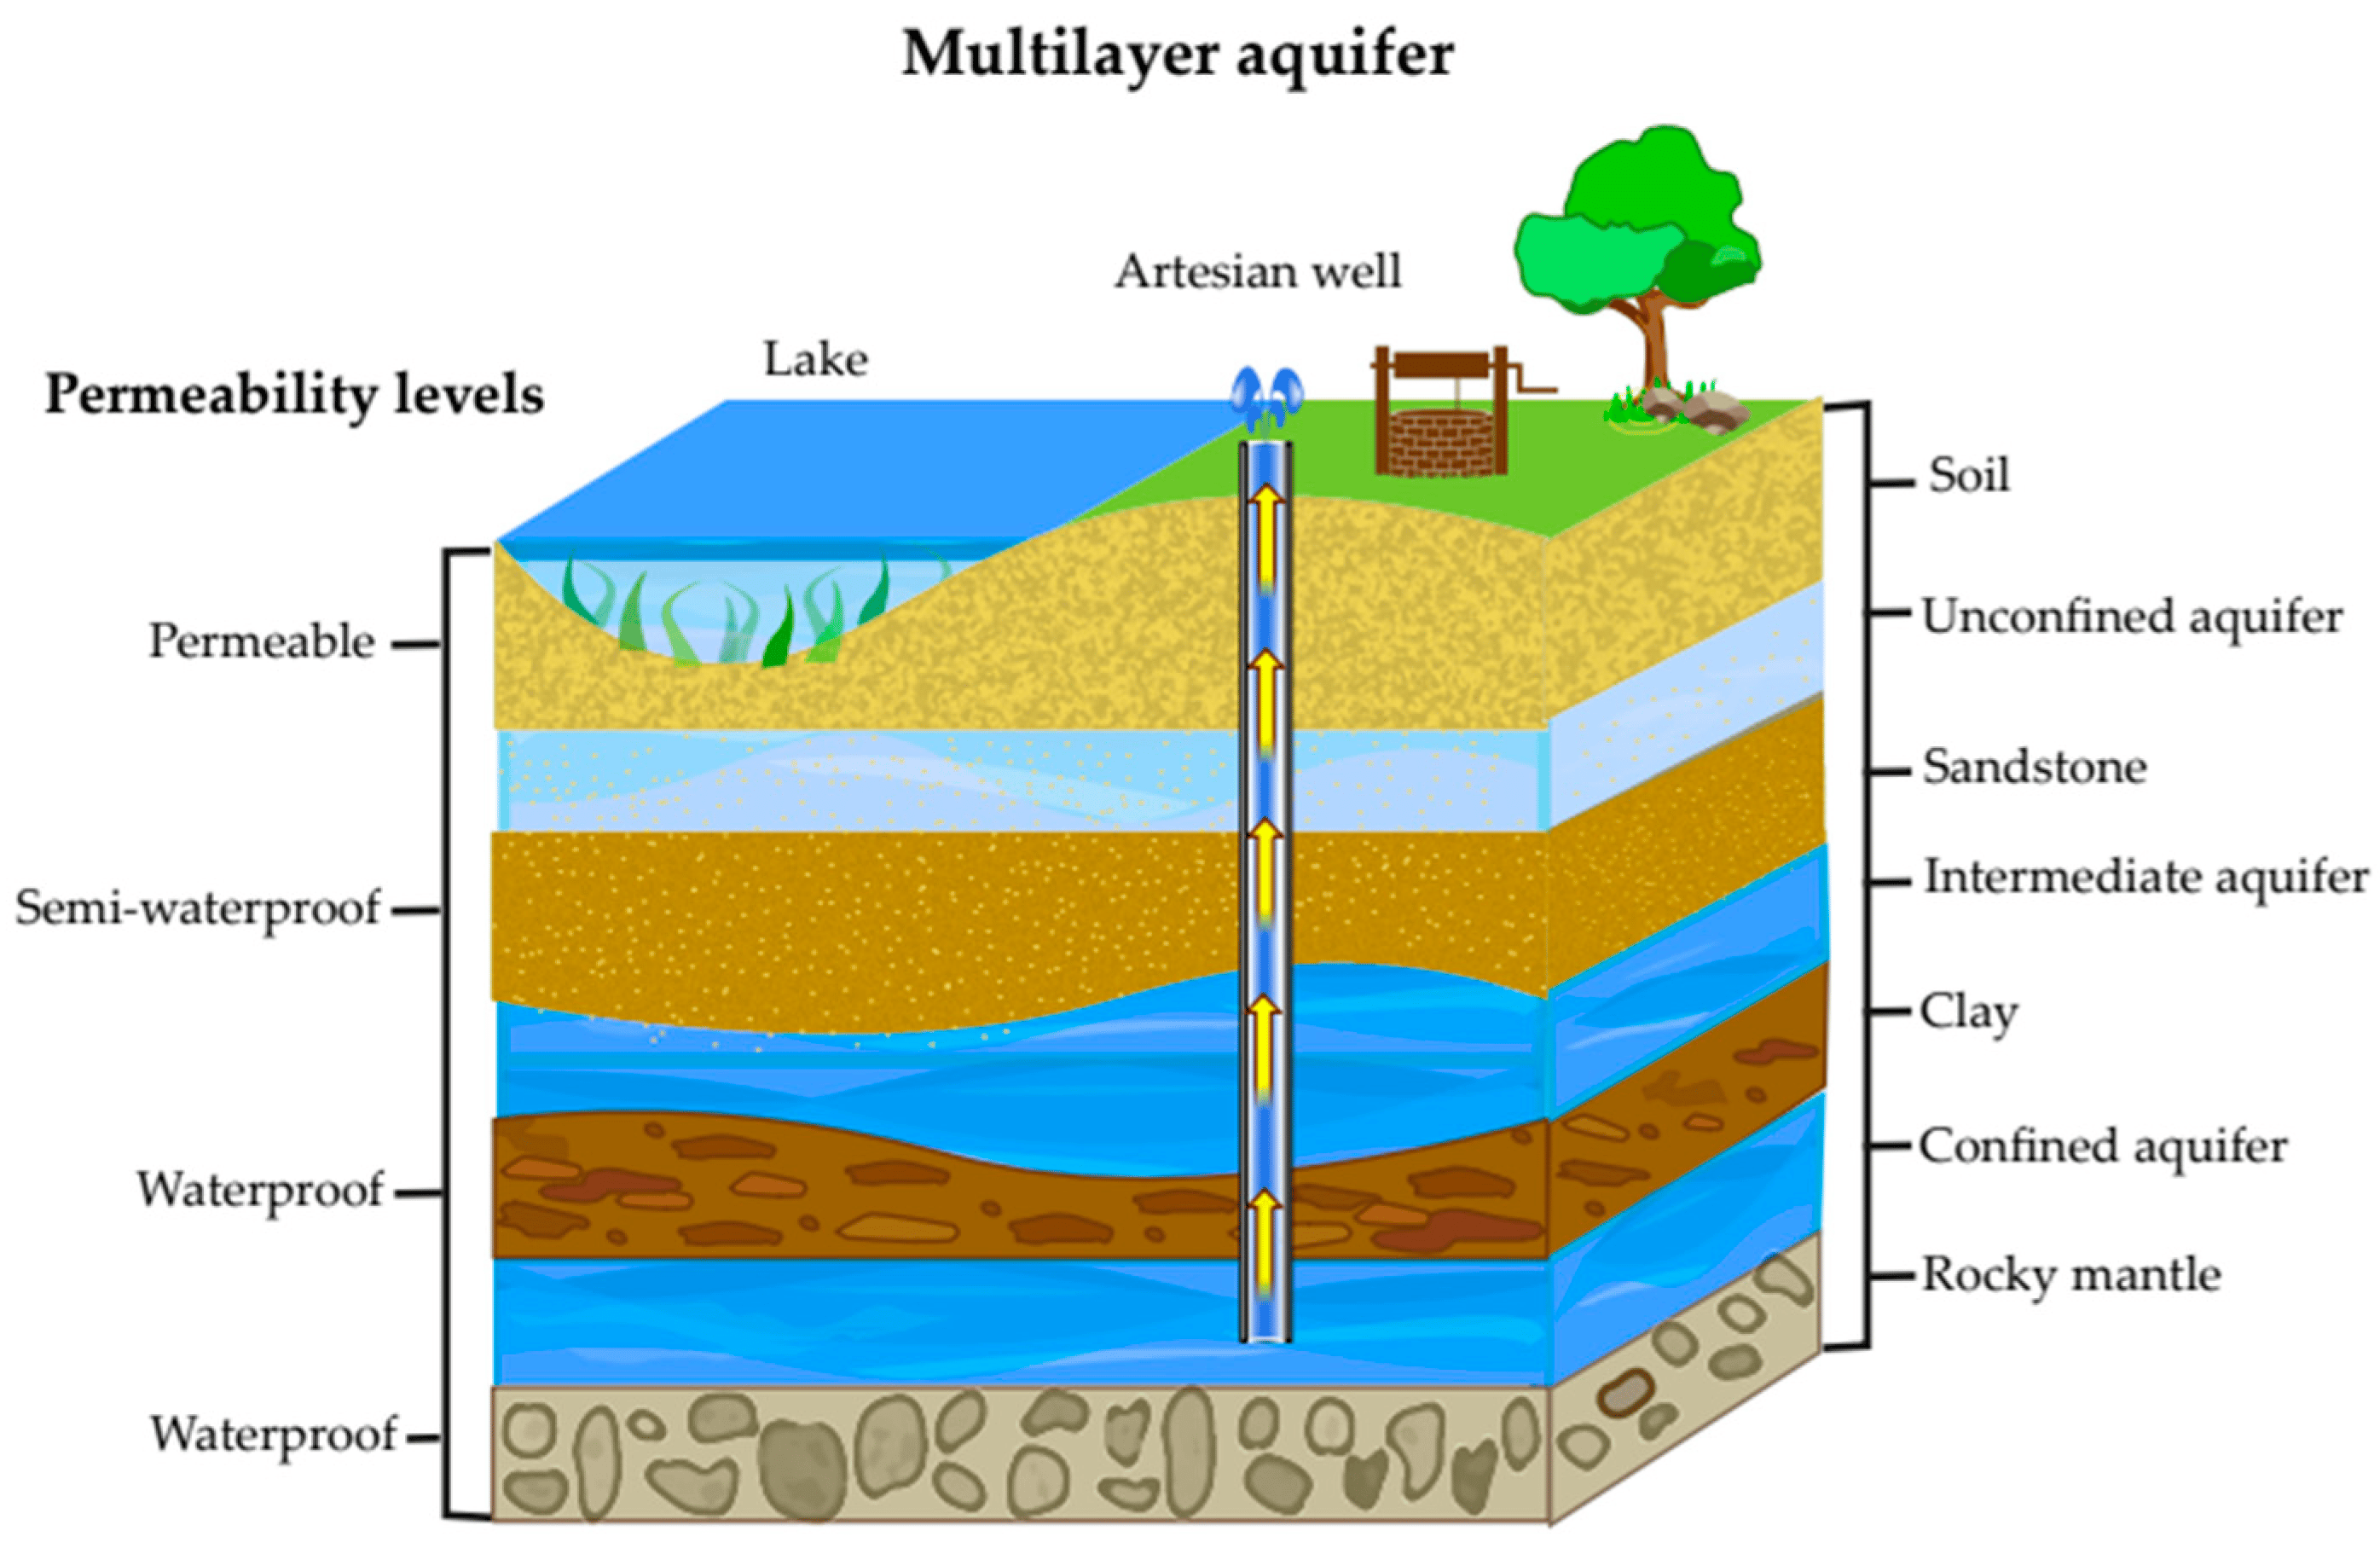 Multilayer aquifer
Artesian well
Lake
Permeability levels
Soil
Unconfined aquifer
Permeable
Sandstone
Intermediate aquifer
Semi-waterproof
Clay
Confined aquifer
Waterproof
Rocky mantle
Waterproof